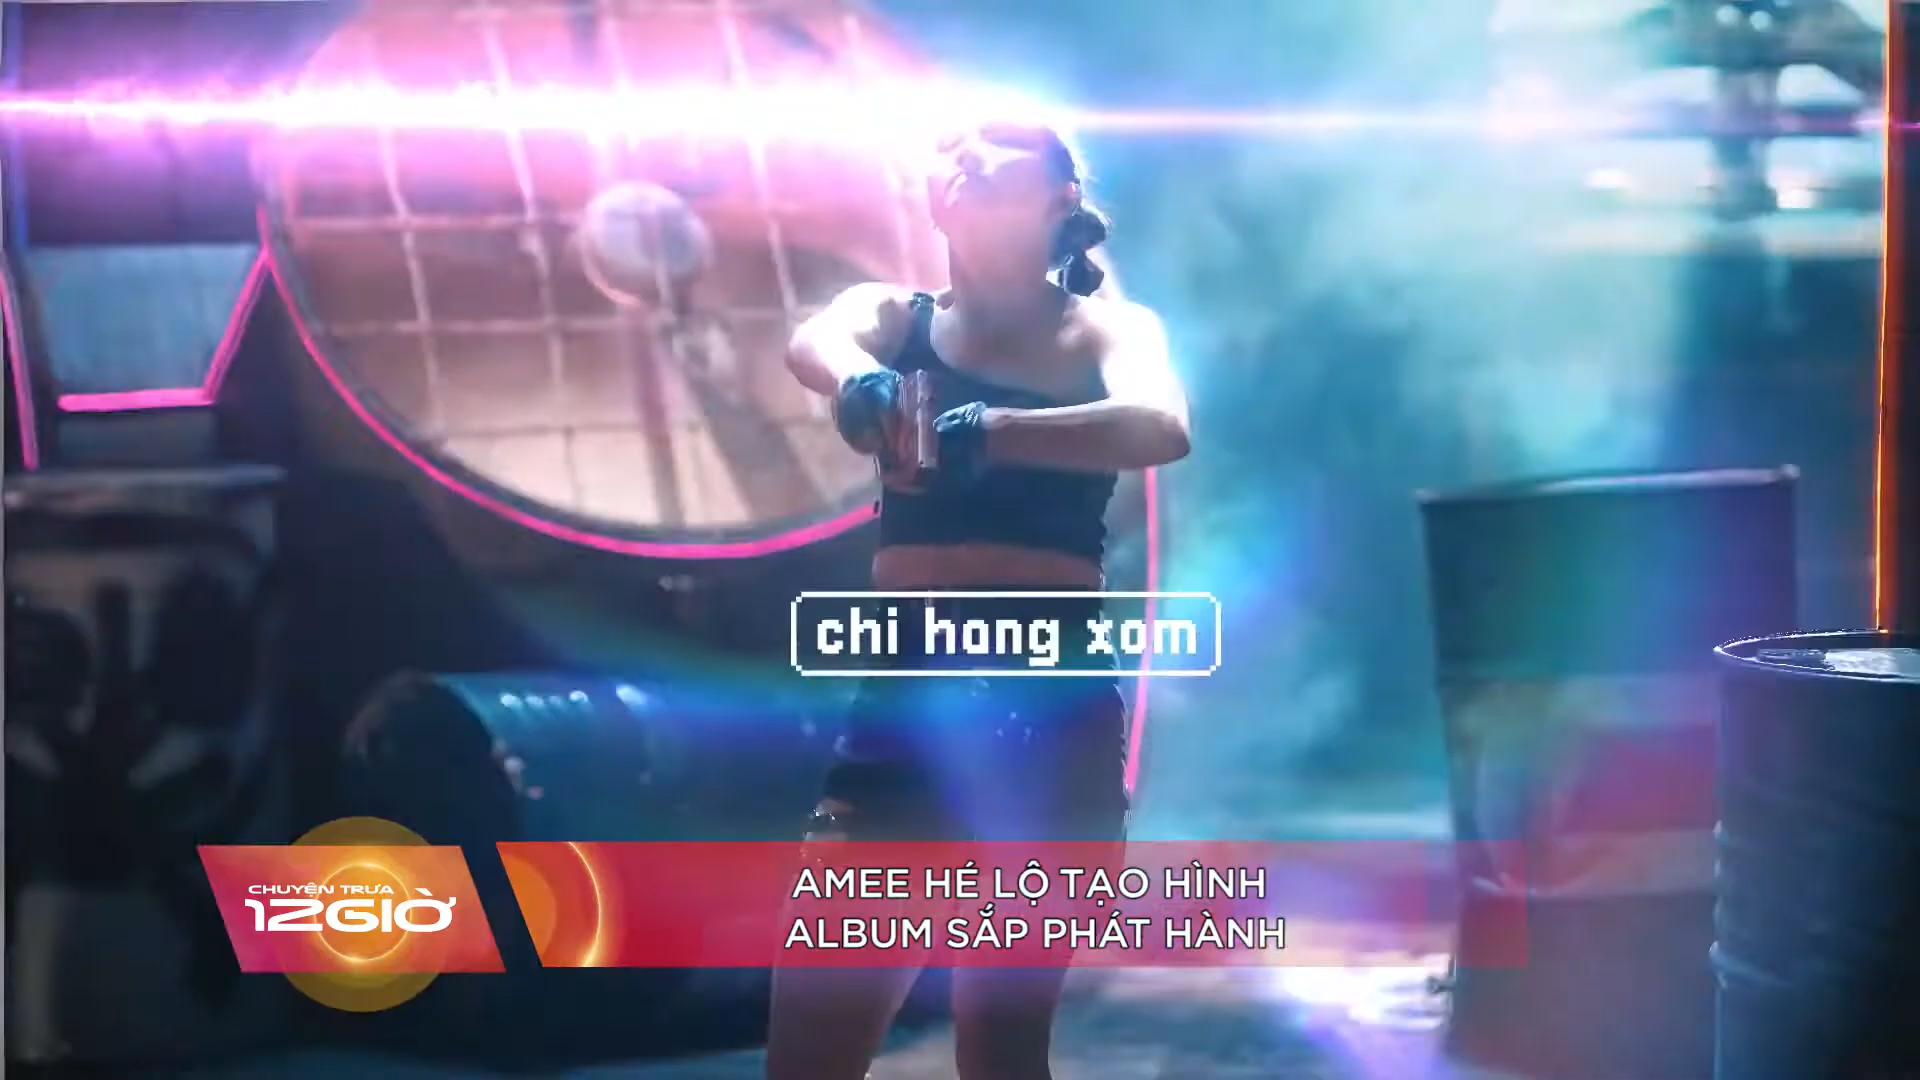 chi hang xom
CHUYỆN TRƯA
12GIỜ
AMEE HÉ LỘ TẠO HÌNH
ALBUM SẮP PHÁT HÀNH